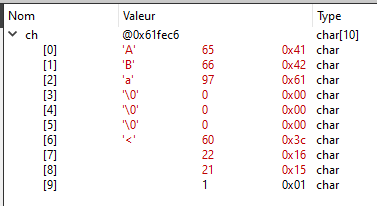 Nom Valeur Type
ch @0x61fec6 char[10]
[0] 'A' 65 0x41 char
[1] 'B' 66 0x42 char
[2] 'a' 97 0x61 char
[3] '\0' 0 0x00 char
[4] '\0' 0 0x00 char
[5] '\0' 0 0x00 char
[6] '<' 60 0x3c char
[7] 22 0x16 char
[8] 21 0x15 char
[9] 1 0x01 char